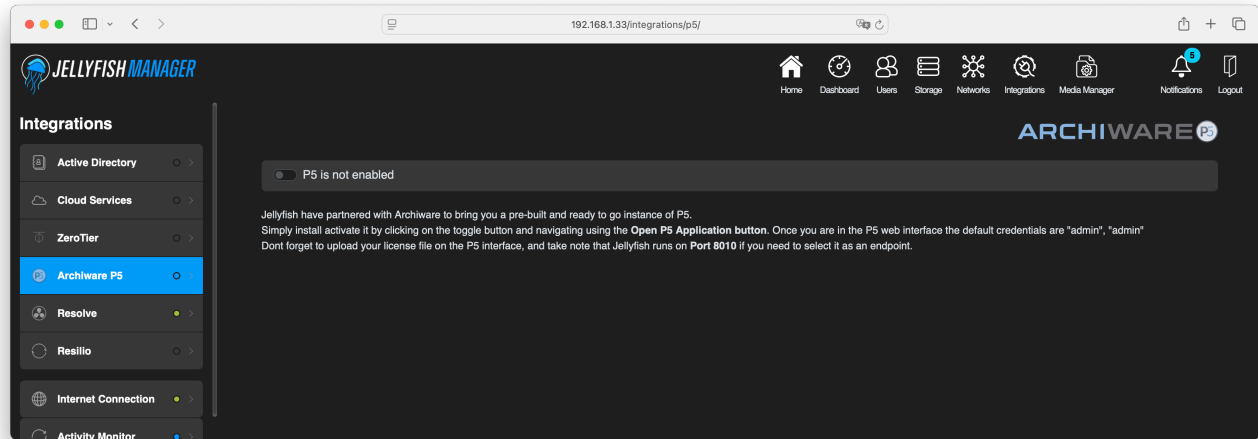 192.168.1.33/integrations/p5/
JELLYFISH MANAGER
Home
Dashboard
Users
Storage
Networks
Integrations
Media Manager
5
Notifications
Logout
Integrations
ARCHIWARE P5
Active Directory
Cloud Services
ZeroTier
Archiware P5
Resolve
Resilio
Internet Connection
Activity Monitor
P5 is not enabled
Jellyfish have partnered with Archiware to bring you a pre-built and ready to go instance of P5.
Simply install activate it by clicking on the toggle button and navigating using the Open P5 Application button. Once you are in the P5 web interface the default credentials are "admin", "admin"
Dont forget to upload your license file on the P5 interface, and take note that Jellyfish runs on Port 8010 if you need to select it as an endpoint.